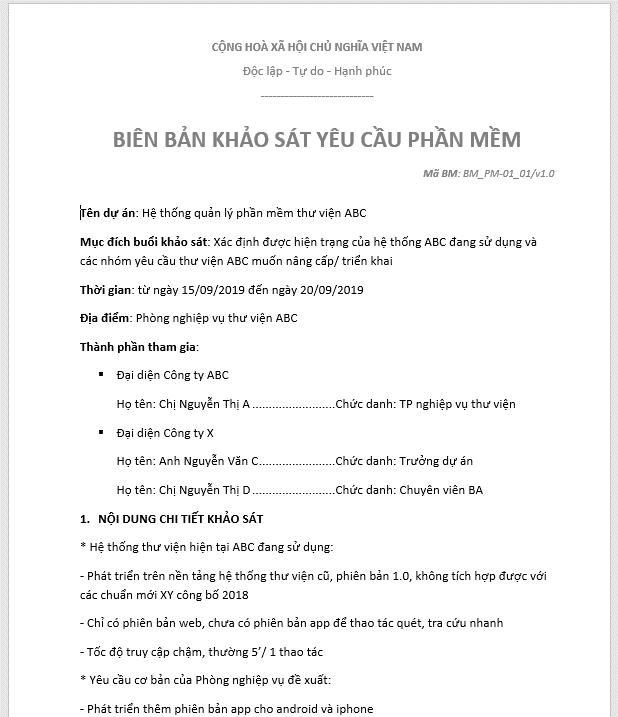 CỘNG HOÀ XÃ HỘI CHỦ NGHĨA VIỆT NAM
Độc lập - Tự do - Hạnh phúc
----------------------------
BIÊN BẢN KHẢO SÁT YÊU CẦU PHẦN MỀM
Mã BM: BM_PM-01_01/v1.0
Tên dự án: Hệ thống quản lý phần mềm thư viện ABC
Mục đích buổi khảo sát: Xác định được hiện trạng của hệ thống ABC đang sử dụng và
các nhóm yêu cầu thư viện ABC muốn nâng cấp/ triển khai
Thời gian: từ ngày 15/09/2019 đến ngày 20/09/2019
Địa điểm: Phòng nghiệp vụ thư viện ABC
Thành phần tham gia:
▪ Đại diện Công ty ABC
Họ tên: Chị Nguyễn Thị A .......................Chức danh: TP nghiệp vụ thư viện
▪ Đại diện Công ty X
Họ tên: Anh Nguyễn Văn C.....................Chức danh: Trưởng dự án
Họ tên: Chị Nguyễn Thị D .......................Chức danh: Chuyên viên BA
1. NỘI DUNG CHI TIẾT KHẢO SÁT
* Hệ thống thư viện hiện tại ABC đang sử dụng:
- Phát triển trên nền tảng hệ thống thư viện cũ, phiên bản 1.0, không tích hợp được với
các chuẩn mới XY công bố 2018
- Chỉ có phiên bản web, chưa có phiên bản app để thao tác quét, tra cứu nhanh
- Tốc độ truy cập chậm, thường 5’/ 1 thao tác
* Yêu cầu cơ bản của Phòng nghiệp vụ đề xuất:
- Phát triển thêm phiên bản app cho android và iphone